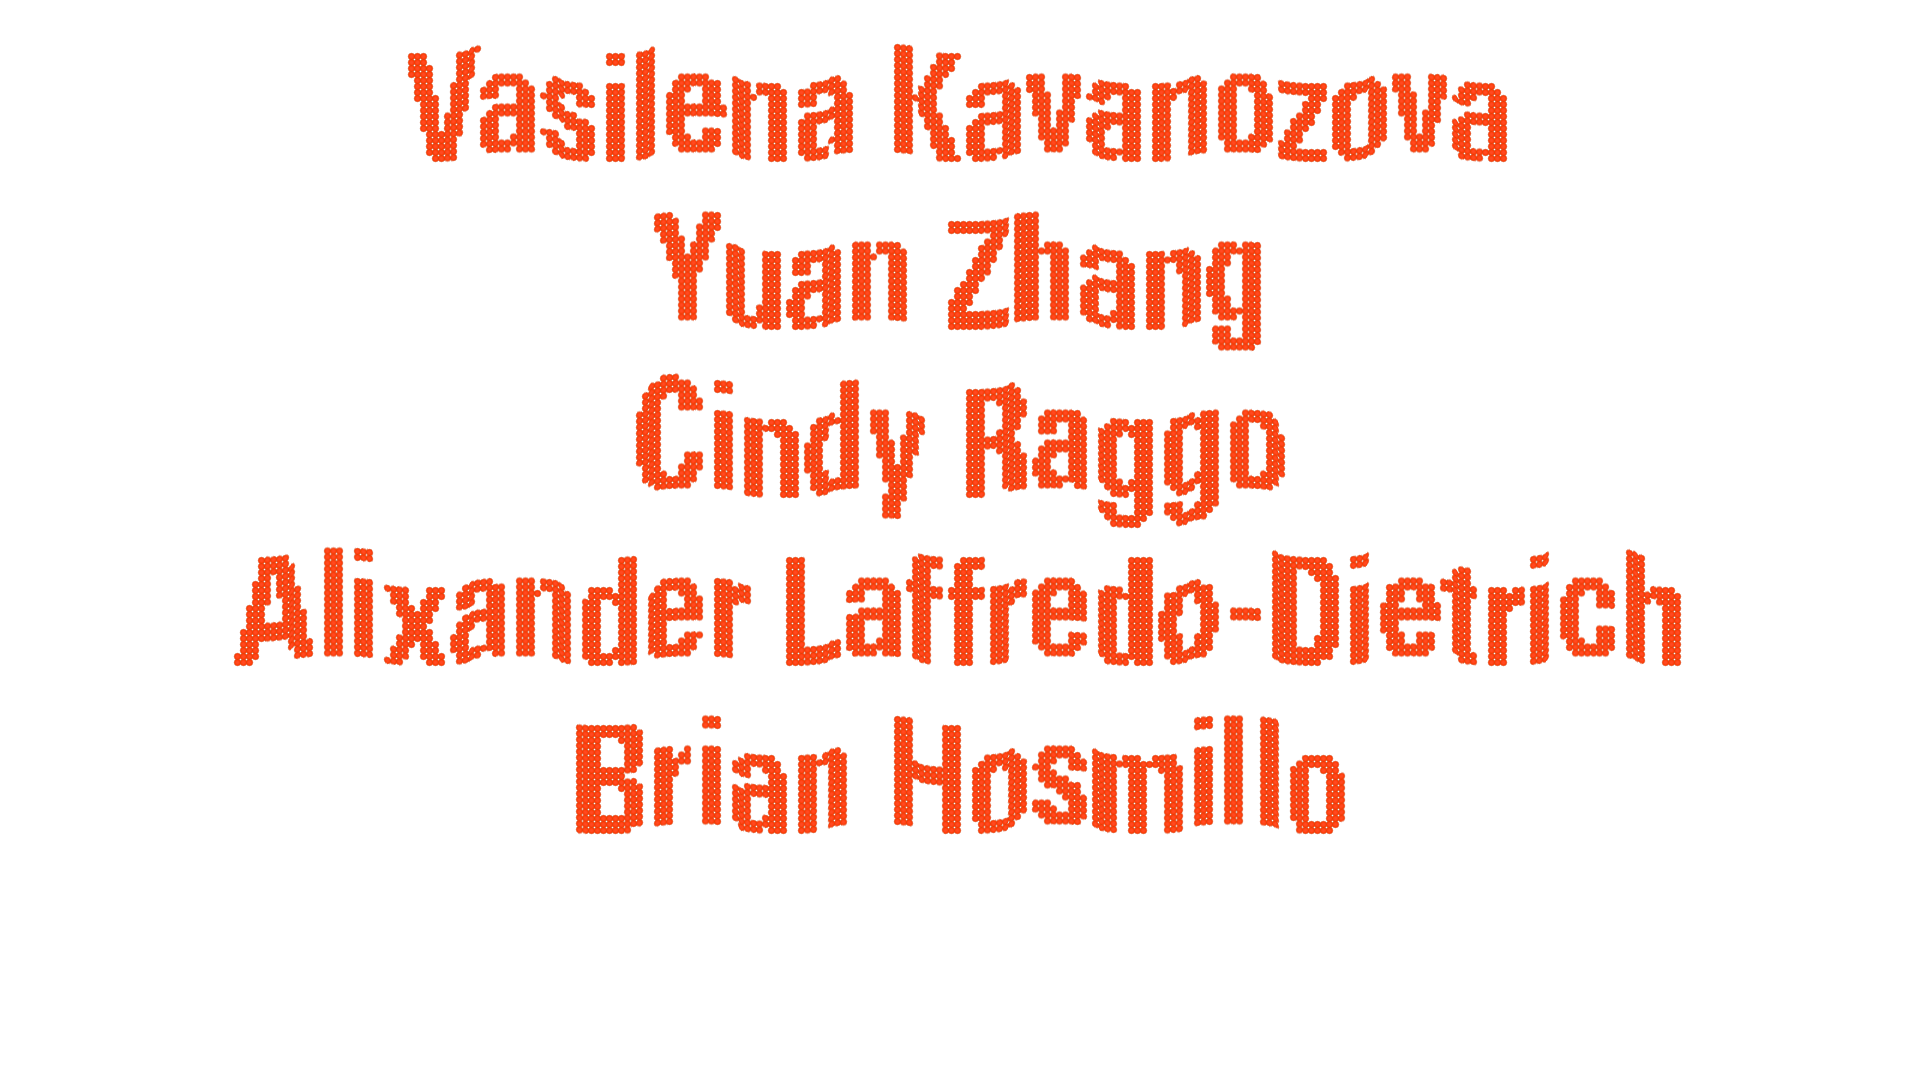 Vasilena Kavanozova
Yuan Zhang
Cindy Raggo
Alixander Laffredo-Dietrich
Brian Hosmillo